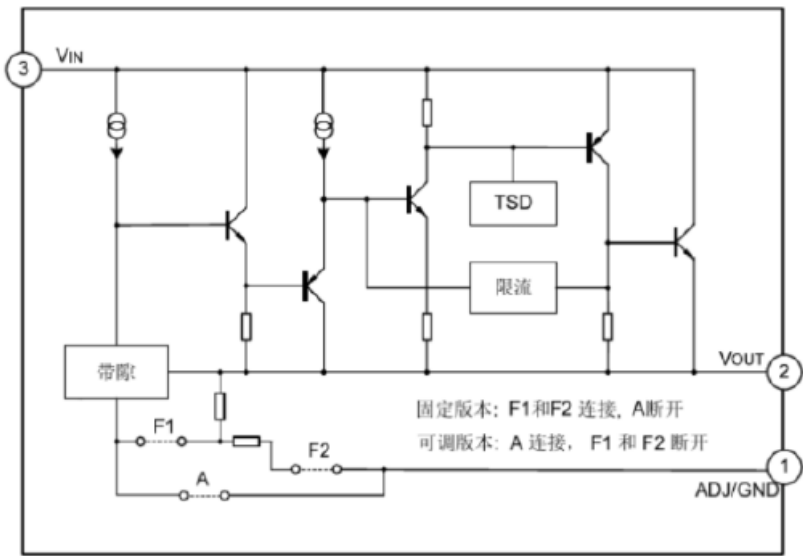 3
VIN
TSD
限流
带隙
VOUT
2
固定版本: F1和F2 连接, A断开
可调版本: A 连接, F1 和 F2 断开
F1
F2
A
1
ADJ/GND